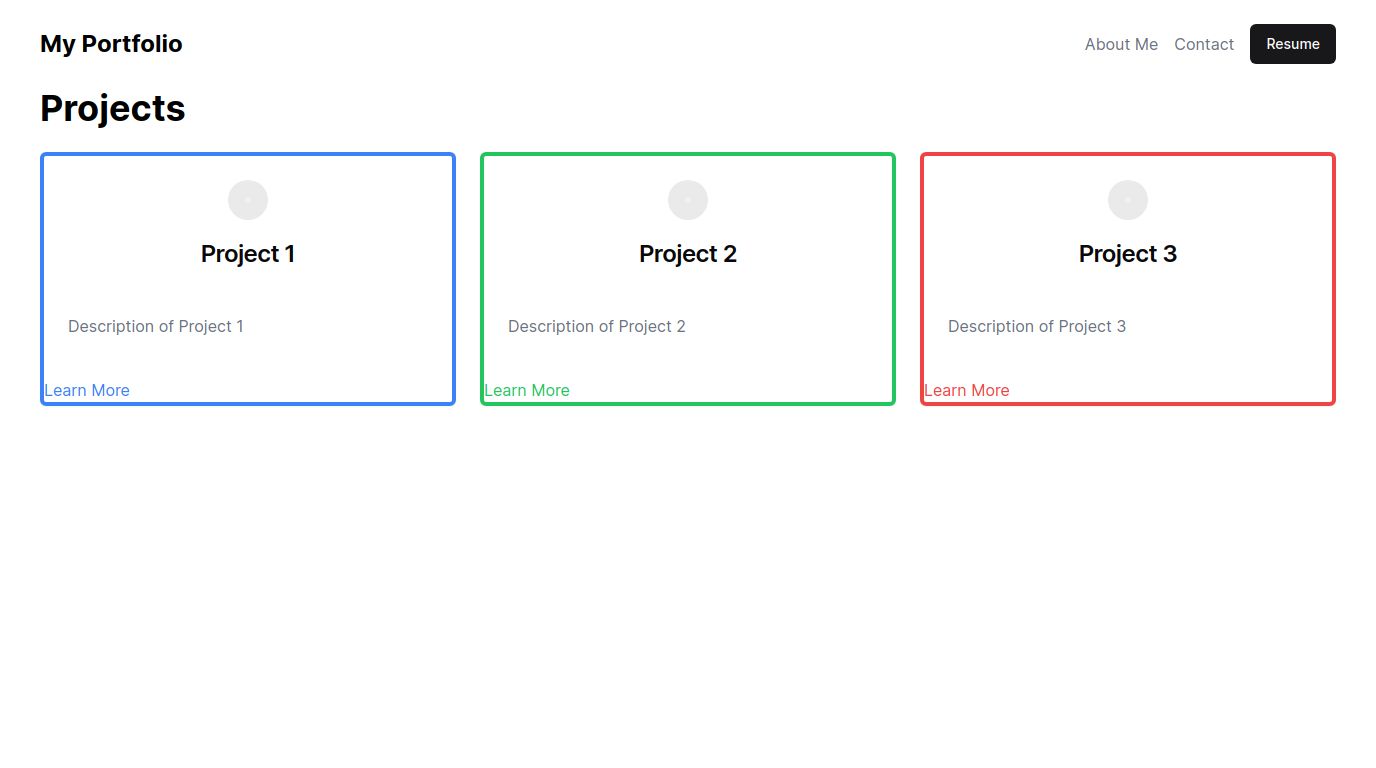 My Portfolio
About Me Contact Resume
Projects
Project 1
Description of Project 1
Learn More
Project 2
Description of Project 2
Learn More
Project 3
Description of Project 3
Learn More